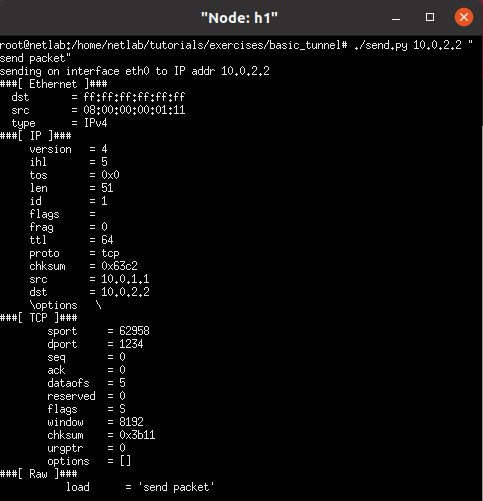 "Node: h1"
root@netlab:/home/netlab/tutorials/exercises/basic_tunnel# ./send.py 10.0.2.2 "
send packet"
sending on interface eth0 to IP addr 10.0.2.2
###[ Ethernet ]###
  dst       = ff:ff:ff:ff:ff:ff
  src       = 08:00:00:00:01:11
  type      = IPv4
###[ IP ]###
     version   = 4
     ihl       = 5
     tos       = 0x0
     len       = 51
     id        = 1
     flags     =
     frag      = 0
     ttl       = 64
     proto     = tcp
     chksum    = 0x63c2
     src       = 10.0.1.1
     dst       = 10.0.2.2
     \options   \
###[ TCP ]###
        sport     = 62958
        dport     = 1234
        seq       = 0
        ack       = 0
        dataofs   = 5
        reserved  = 0
        flags     = S
        window    = 8192
        chksum    = 0x3b11
        urgptr    = 0
        options   = []
###[ Raw ]###
           load      = 'send packet'